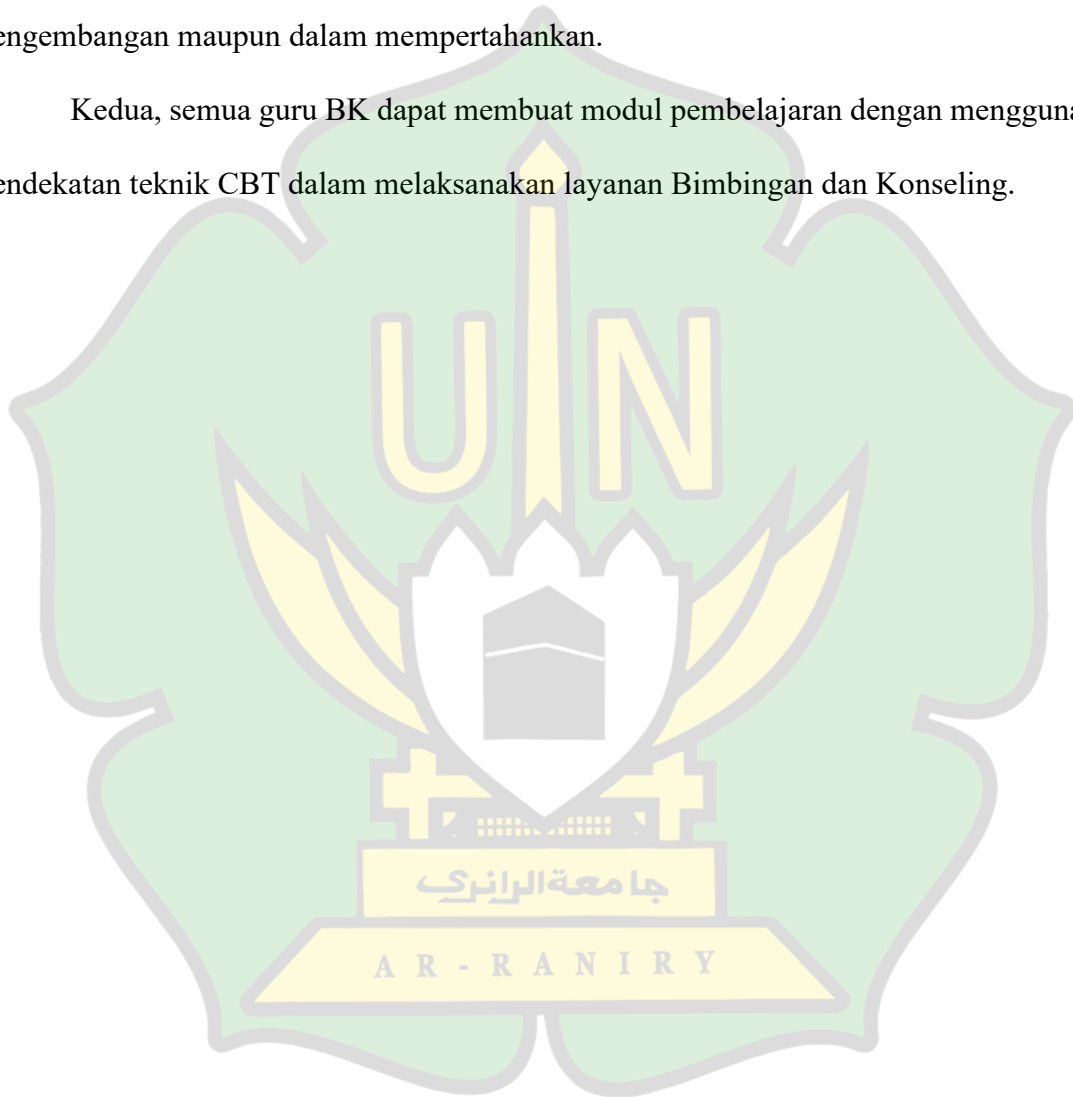 engembangan maupun dalam mempertahankan.
Kedua, semua guru BK dapat membuat modul pembelajaran dengan mengguna
endekatan teknik CBT dalam melaksanakan layanan Bimbingan dan Konseling.
UIN
جامعةالرانري
AR-RANIRY